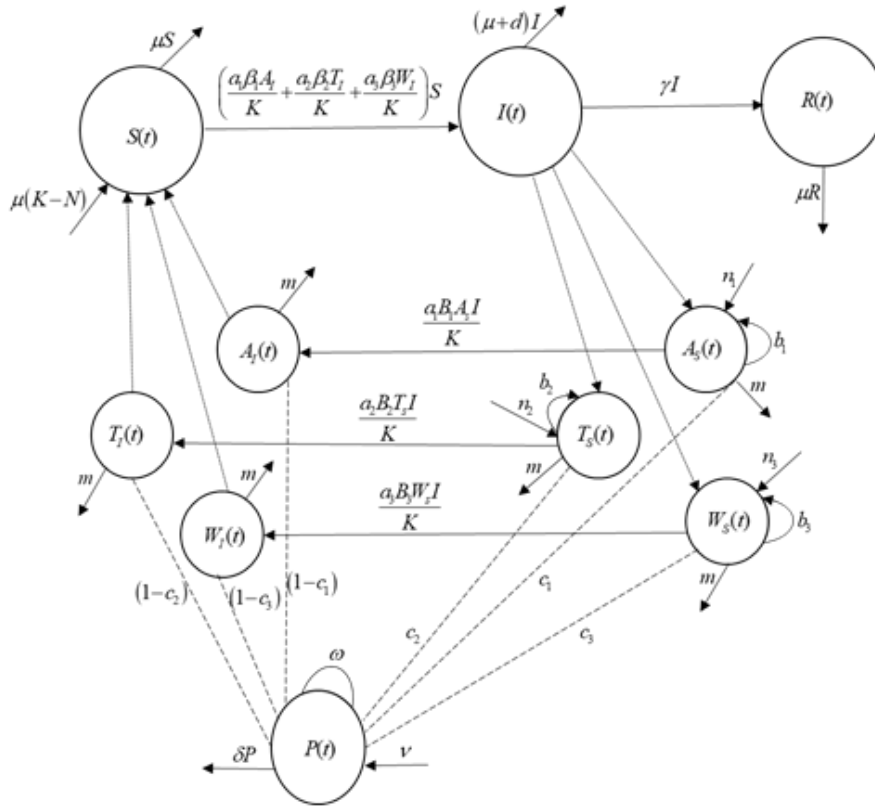 μS
(μ+d)I
(a₁β₁A_I/K + a₂β₂T_I/K + a₃β₃W_I/K)S
S(t)
I(t)
γI
R(t)
μ(K−N)
μR
m
n₁
a₁B₁A_sI/K
A_I(t)
A_S(t)
b₁
b₂
m
n₂
a₂B₂T_sI/K
T_I(t)
T_S(t)
m
m
m
n₃
a₃B₃W_sI/K
W_I(t)
W_S(t)
b₃
m
(1−c₂)
(1−c₃)
(1−c₁)
c₁
c₂
c₃
ω
δP
P(t)
ν